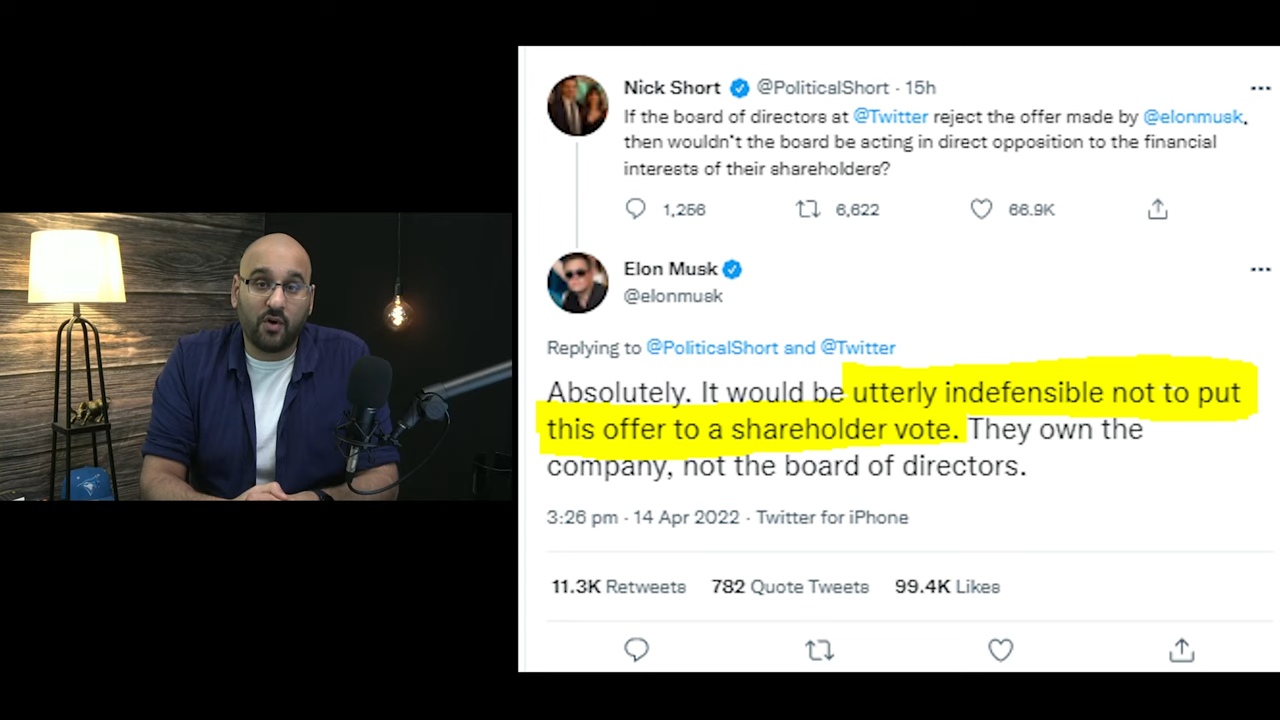 Nick Short @PoliticalShort · 15h
If the board of directors at @Twitter reject the offer made by @elonmusk,
then wouldn't the board be acting in direct opposition to the financial
interests of their shareholders?
1,256 6,622 66.9K
Elon Musk
@elonmusk
Replying to @PoliticalShort and @Twitter
Absolutely. It would be utterly indefensible not to put
this offer to a shareholder vote. They own the
company, not the board of directors.
3:26 pm · 14 Apr 2022 · Twitter for iPhone
11.3K Retweets 782 Quote Tweets 99.4K Likes